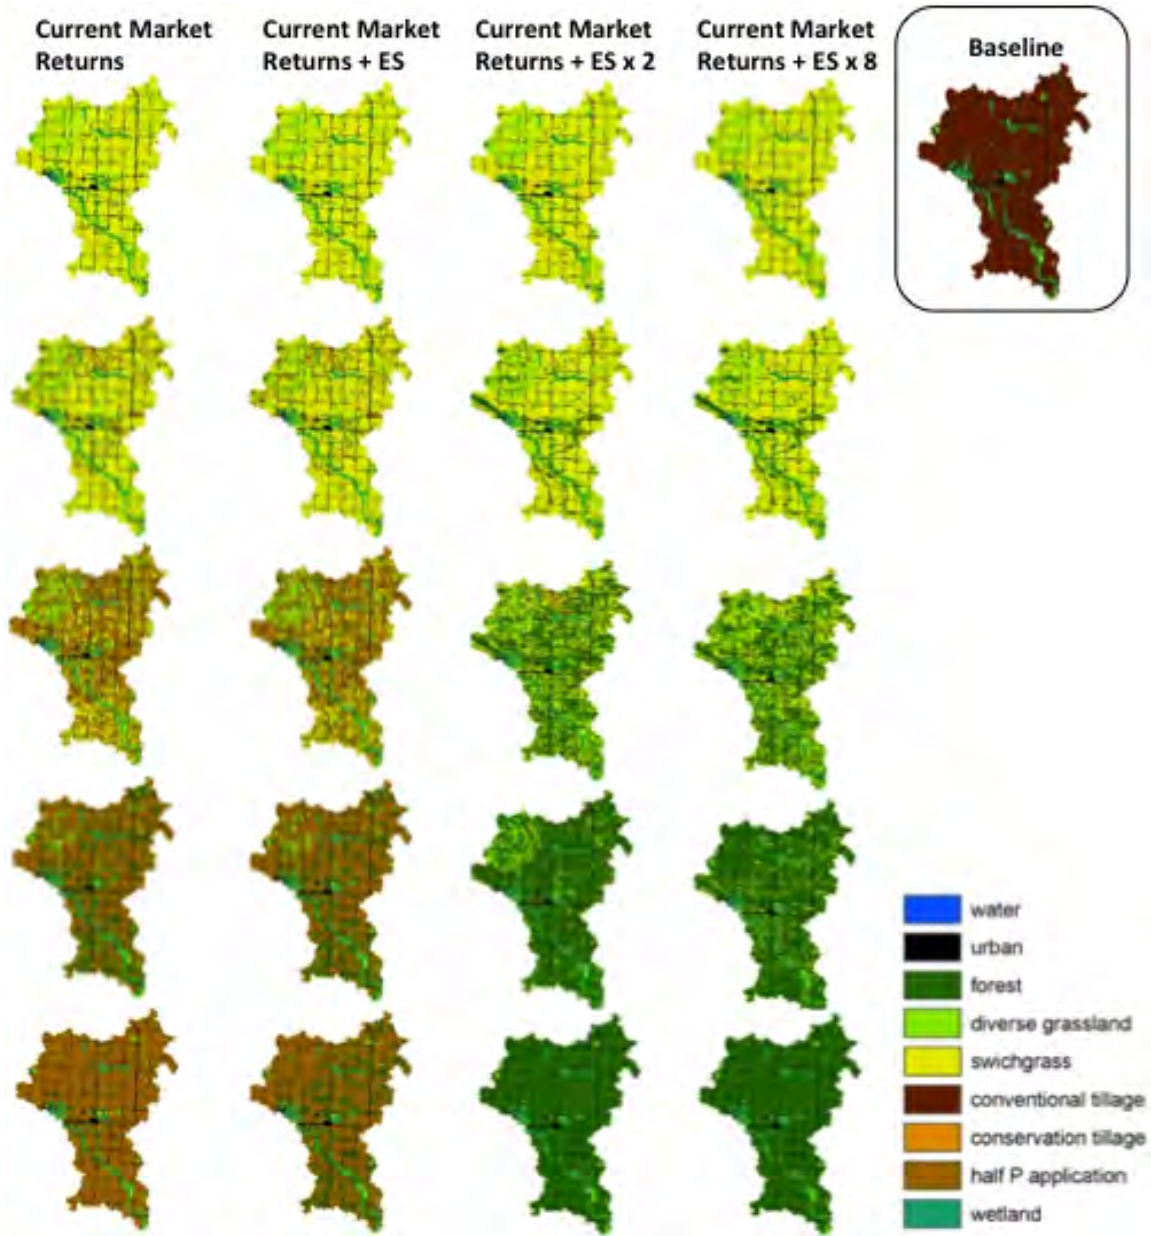 Current Market
Returns
Current Market
Returns + ES
Current Market
Returns + ES x 2
Current Market
Returns + ES x 8
Baseline
water
urban
forest
diverse grassland
swichgrass
conventional tillage
conservation tillage
half P application
wetland